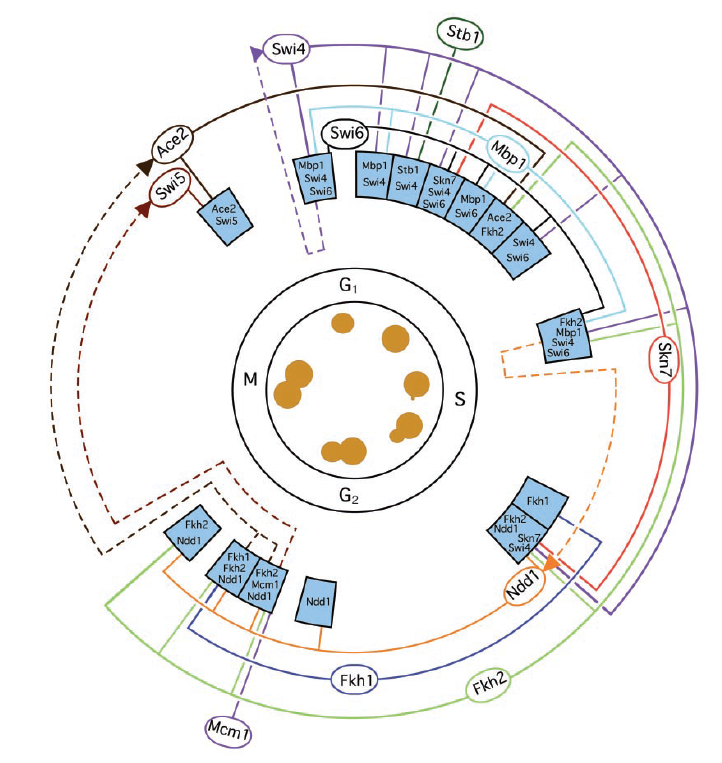 Stb1
Swi4
Ace2
Swi6
Mbp1
Swi5
Mbp1
Swi4
Swi6
Mbp1
Swi4
Stb1
Swi4
Skn7
Swi4
Swi6
Mbp1
Swi6
Ace2
Fkh2
Swi4
Swi6
Ace2
Swi5
G1
M
S
G2
Fkh2
Mbp1
Swi4
Swi6
Skn7
Fkh1
Fkh2
Ndd1
Skn7
Swi4
Fkh2
Ndd1
Fkh1
Fkh2
Ndd1
Fkh2
Mcm1
Ndd1
Ndd1
Ndd1
Fkh1
Fkh2
Mcm1